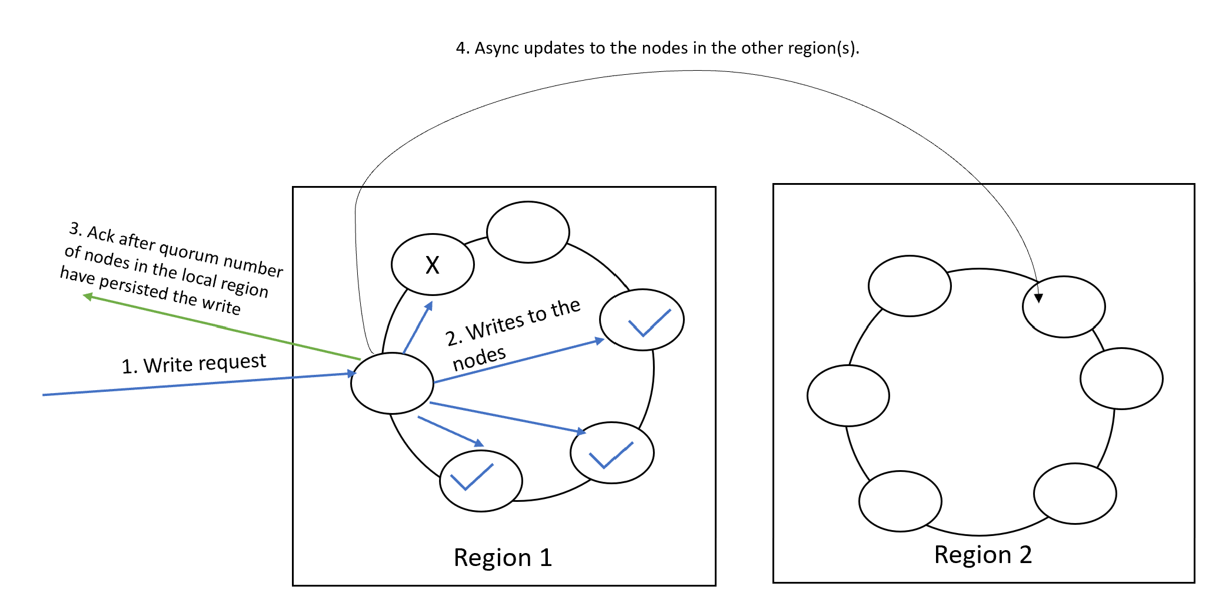 4. Async updates to the nodes in the other region(s).
3. Ack after quorum number
of nodes in the local region
have persisted the write
X
2. Writes to the
nodes
1. Write request
Region 1
Region 2